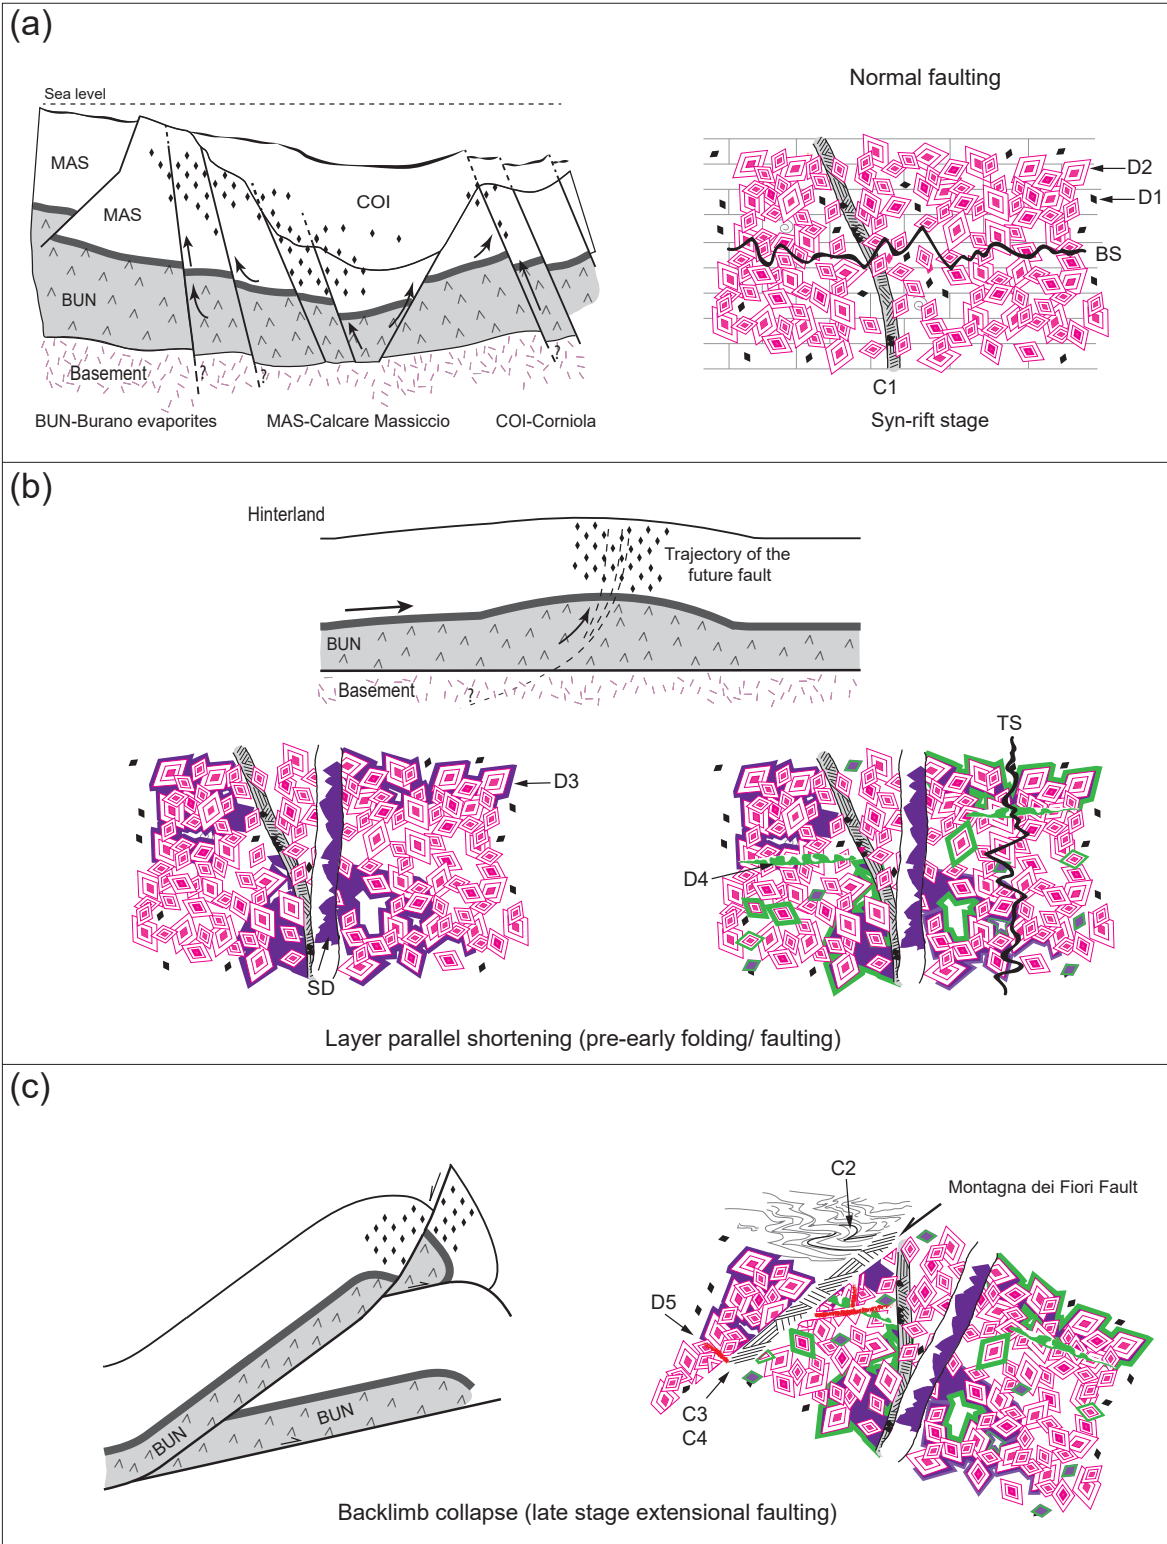 (a)
Sea level
Normal faulting
MAS
MAS
COI
BUN
Basement
?
?
?
D2
D1
BS
C1
BUN-Burano evaporites
MAS-Calcare Massiccio
COI-Corniola
Syn-rift stage
(b)
Hinterland
Trajectory of the
future fault
BUN
Basement
?
TS
D3
D4
SD
Layer parallel shortening (pre-early folding/ faulting)
(c)
C2
Montagna dei Fiori Fault
D5
C3
C4
BUN
BUN
Backlimb collapse (late stage extensional faulting)